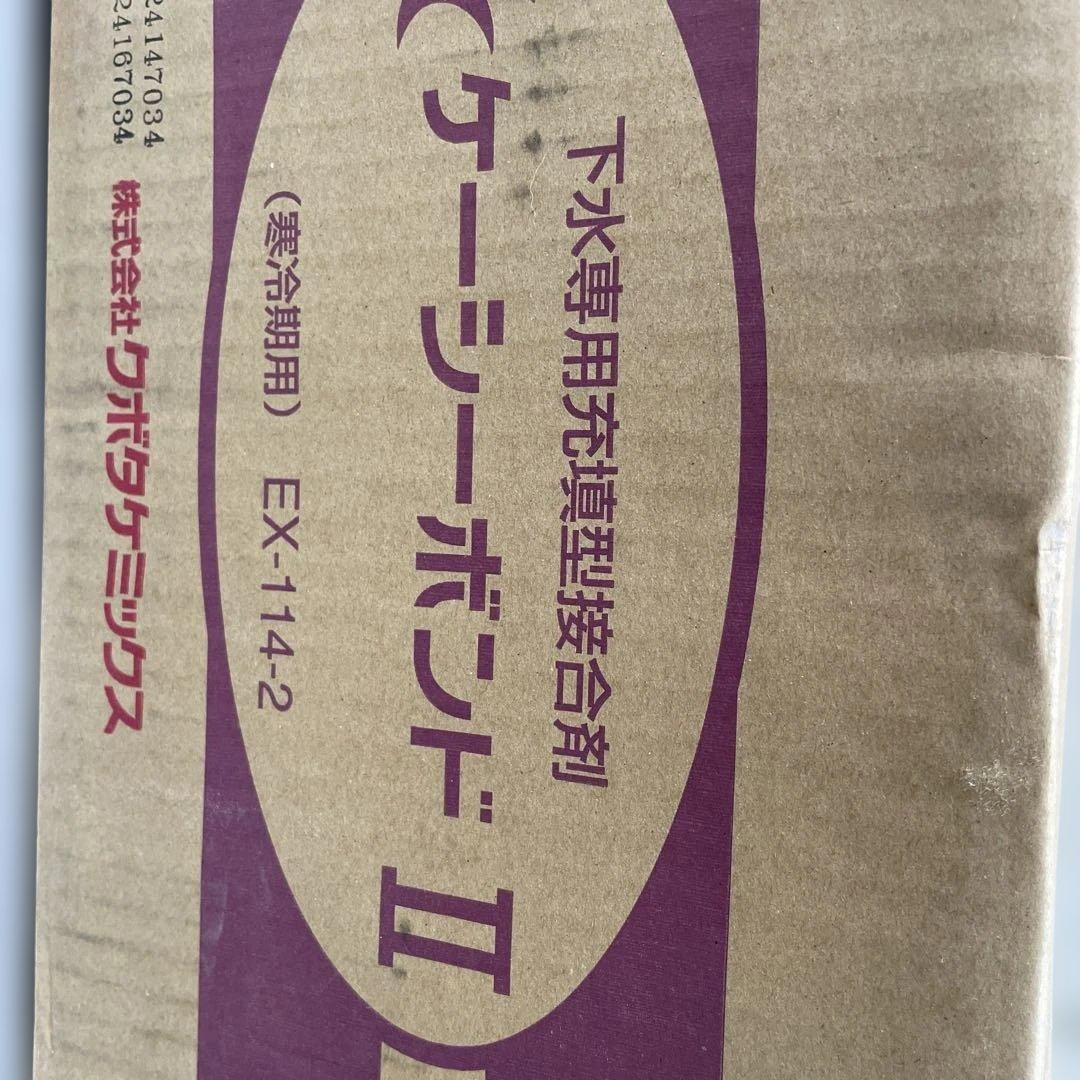 下水専用充填型接合剤
ケーシーボンドⅡ
(寒冷期用) EX-114-2
株式会社クボタケミックス
24147034
24167034